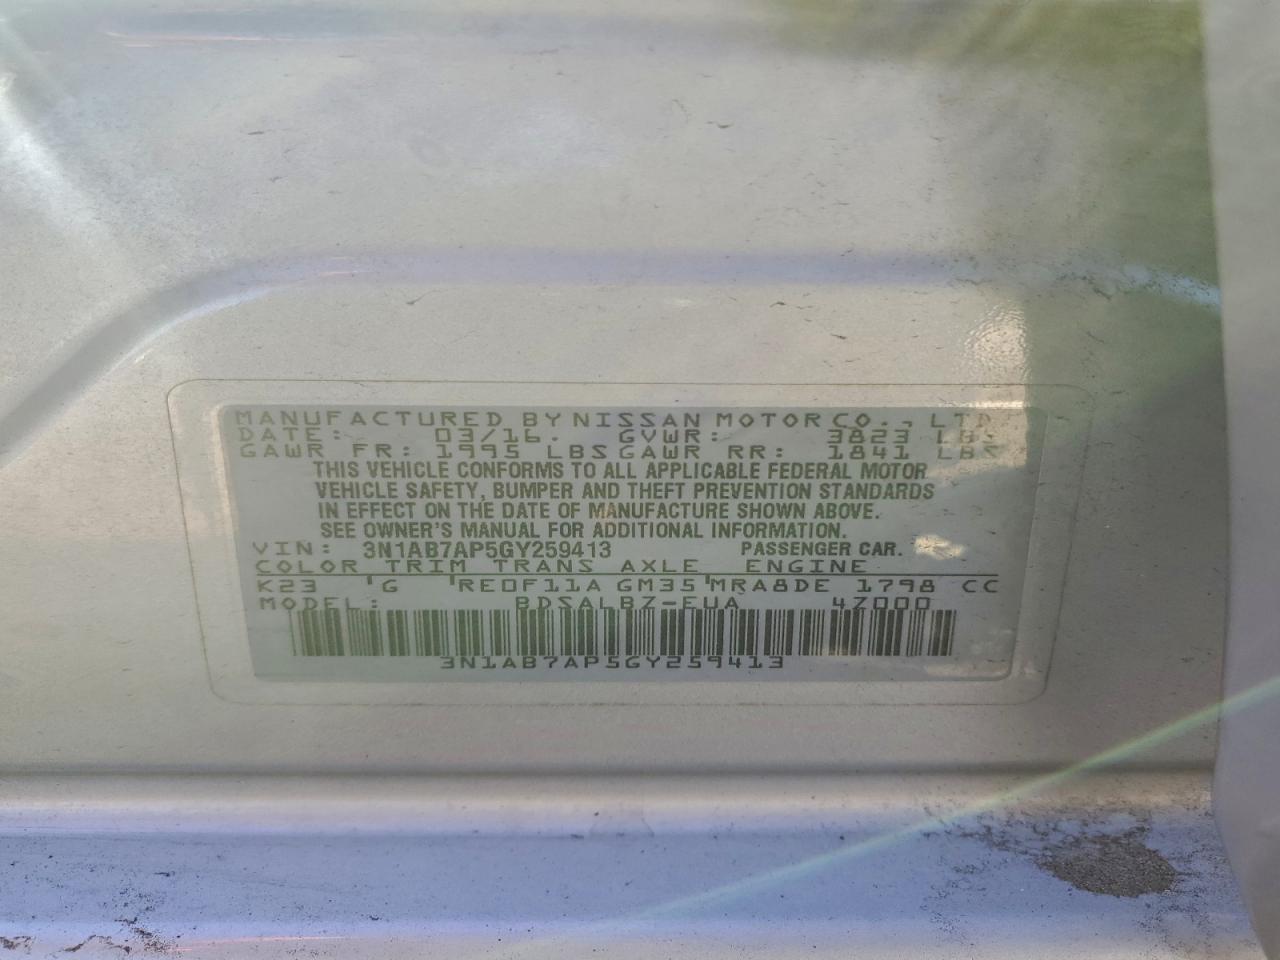 MANUFACTURED BY NISSAN MOTOR CO., LTD.
DATE: 03/16. GVWR: 3823 LBS
GAWR FR: 1995 LBS GAWR RR: 1841 LBS
THIS VEHICLE CONFORMS TO ALL APPLICABLE FEDERAL MOTOR
VEHICLE SAFETY, BUMPER AND THEFT PREVENTION STANDARDS
IN EFFECT ON THE DATE OF MANUFACTURE SHOWN ABOVE.
SEE OWNER'S MANUAL FOR ADDITIONAL INFORMATION.
VIN: 3N1AB7AP5GY259413 PASSENGER CAR.
COLOR TRIM TRANS AXLE ENGINE
K23 'G 'RE0F11A GM35'MRA8DE 1798 CC
MODEL: BDSALBZ-EUA 4Z000
3N1AB7AP5GY259413